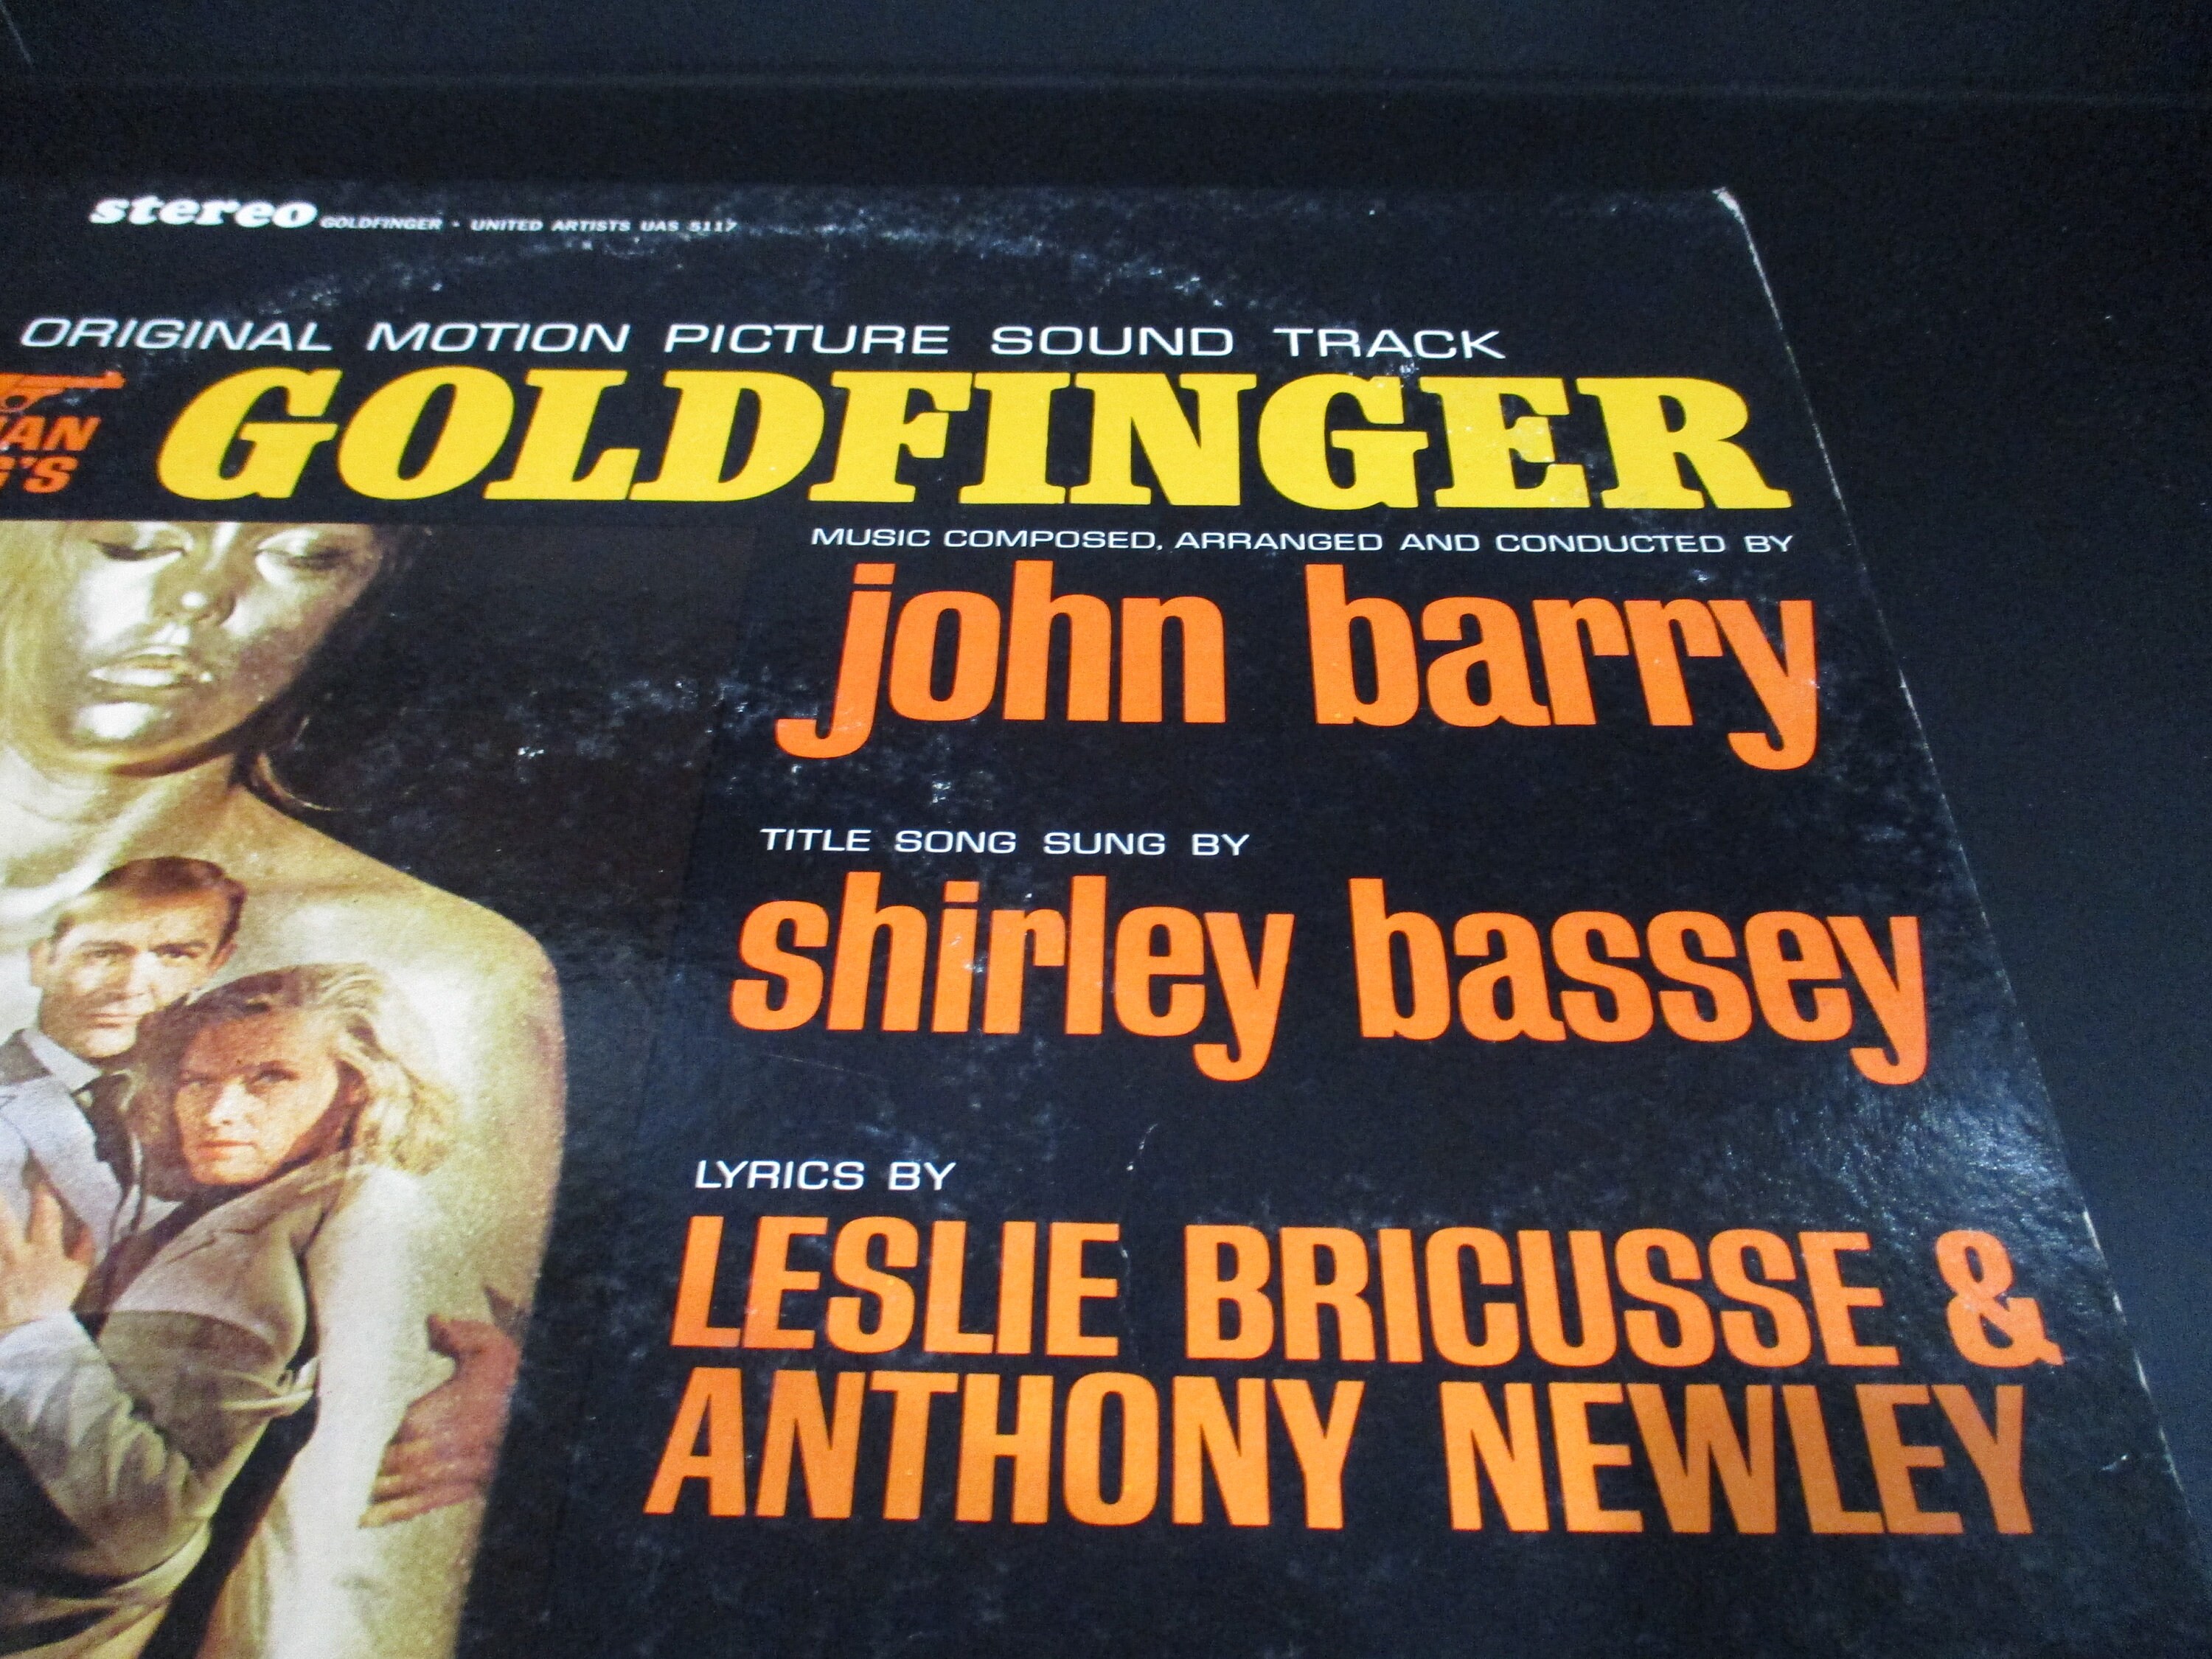 stereo GOLDFINGER · UNITED ARTISTS UAS 5117
ORIGINAL MOTION PICTURE SOUND TRACK
GOLDFINGER
MUSIC COMPOSED, ARRANGED AND CONDUCTED BY
john barry
TITLE SONG SUNG BY
shirley bassey
LYRICS BY
LESLIE BRICUSSE &
ANTHONY NEWLEY